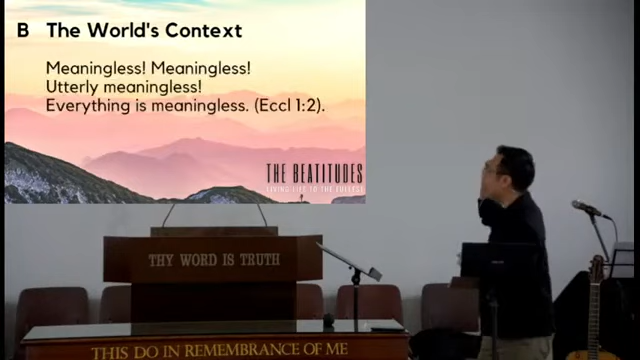 B The World's Context
Meaningless! Meaningless!
Utterly meaningless!
Everything is meaningless. (Eccl 1:2).
THE BEATITUDES
LIVING LIFE TO THE FULLEST
THY WORD IS TRUTH
THIS DO IN REMEMBRANCE OF ME